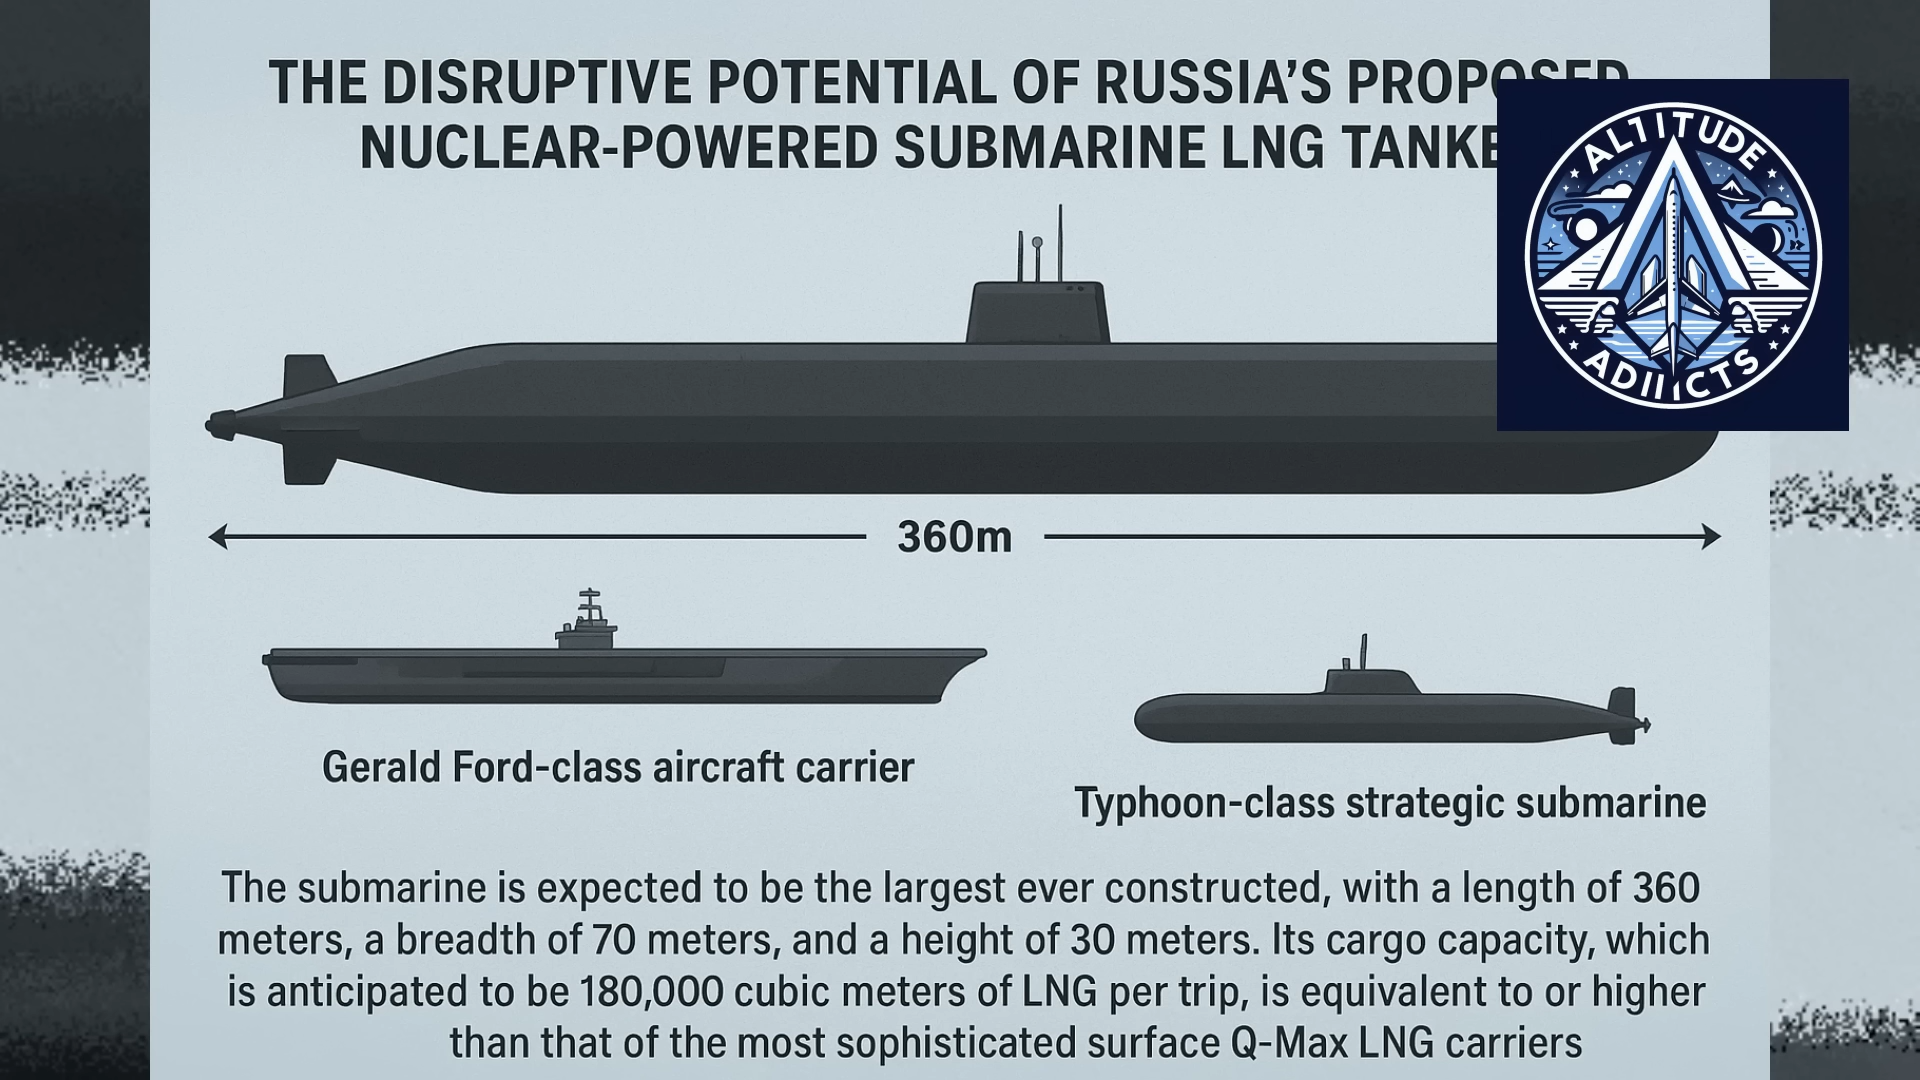 THE DISRUPTIVE POTENTIAL OF RUSSIA'S PROPOSED
NUCLEAR-POWERED SUBMARINE LNG TANKE
ALTITUDE
ADIICTS
360m
Gerald Ford-class aircraft carrier
Typhoon-class strategic submarine
The submarine is expected to be the largest ever constructed, with a length of 360
meters, a breadth of 70 meters, and a height of 30 meters. Its cargo capacity, which
is anticipated to be 180,000 cubic meters of LNG per trip, is equivalent to or higher
than that of the most sophisticated surface Q-Max LNG carriers